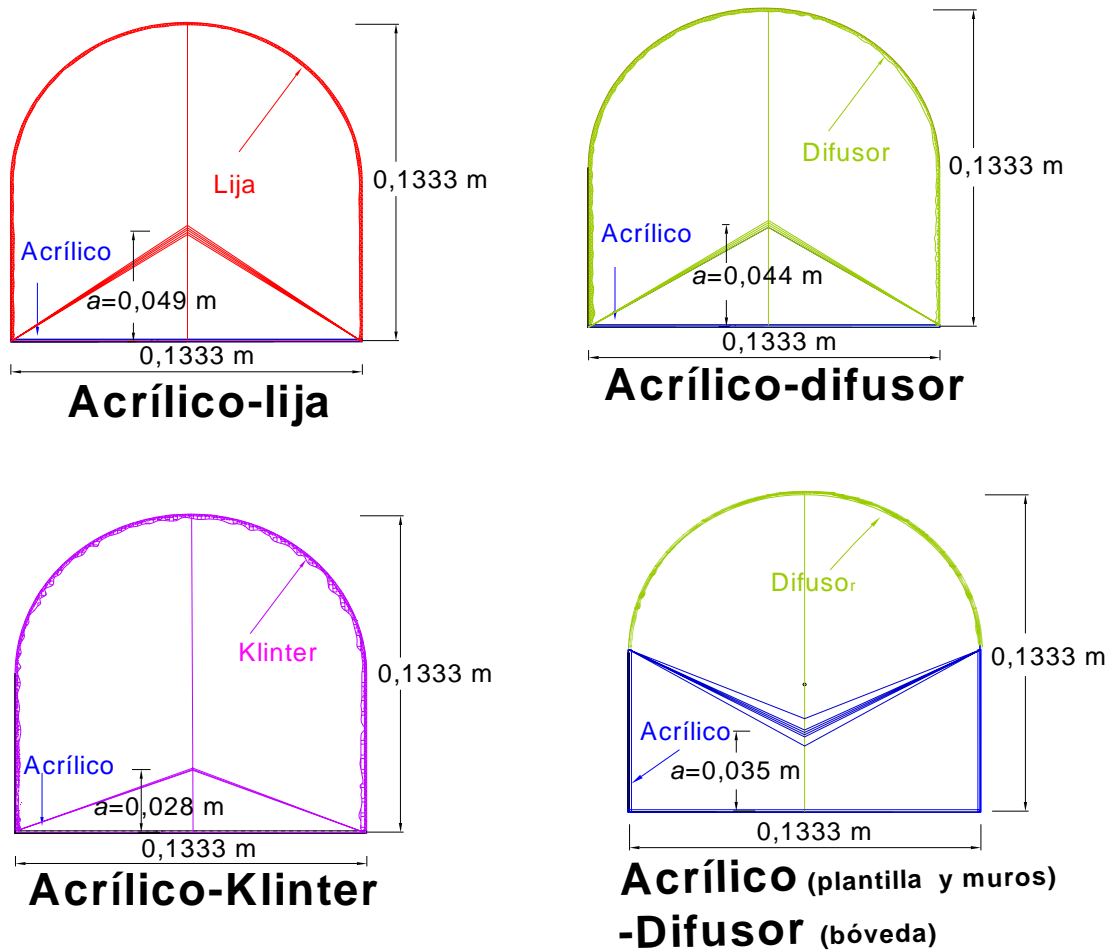 Lija
0,1333 m
Acrílico
a=0,049 m
0,1333 m
Acrílico-lija
Difusor
0,1333 m
Acrílico
a=0,044 m
0,1333 m
Acrílico-difusor
Klinter
0,1333 m
Acrílico
a=0,028 m
0,1333 m
Acrílico-Klinter
Difusor
0,1333 m
Acrílico
a=0,035 m
0,1333 m
Acrílico (plantilla y muros)
-Difusor (bóveda)